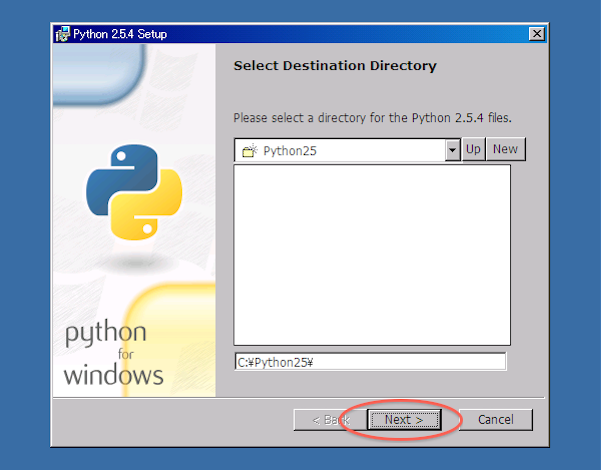 Python 2.5.4 Setup
Select Destination Directory
Please select a directory for the Python 2.5.4 files.
Python25
Up
New
C:¥Python25¥
python
for
windows
< Back
Next >
Cancel